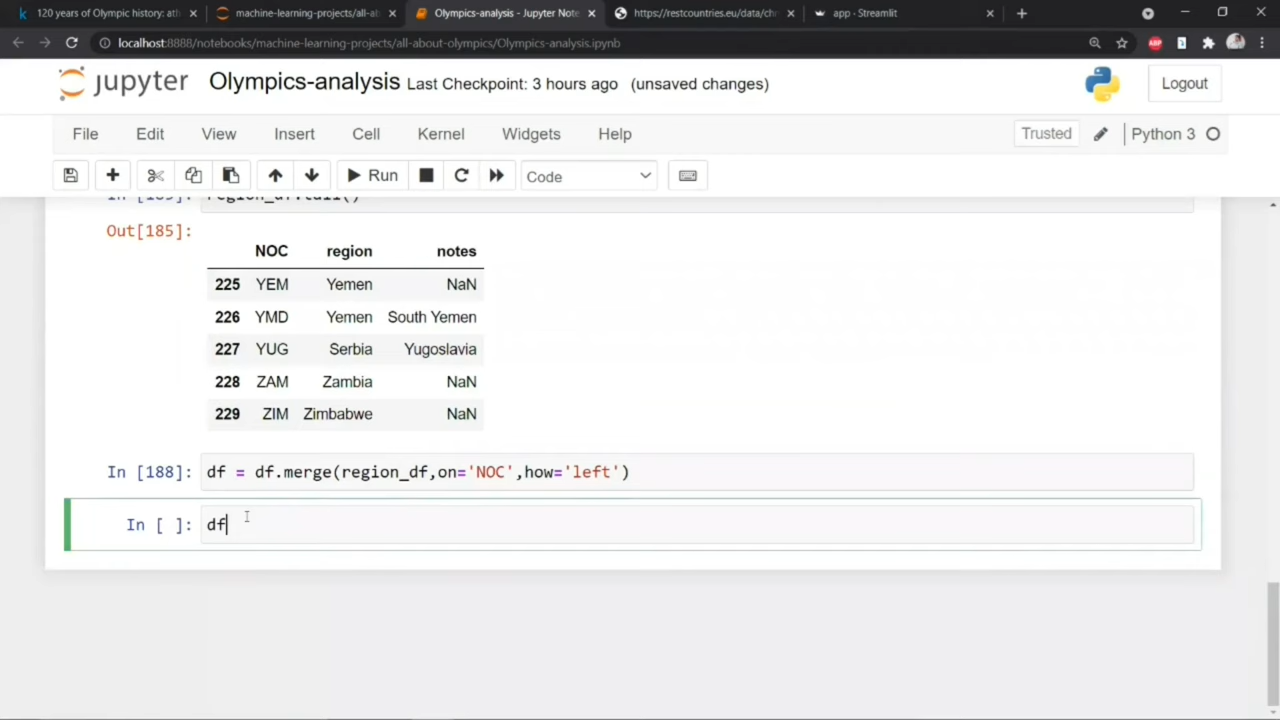 120 years of Olympic history: ath
machine-learning-projects/all-ab
Olympics-analysis - Jupyter Note
https://restcountries.eu/data/ch
app · Streamlit
localhost:8888/notebooks/machine-learning-projects/all-about-olympics/Olympics-analysis.ipynb
jupyter Olympics-analysis Last Checkpoint: 3 hours ago (unsaved changes) Logout
File Edit View Insert Cell Kernel Widgets Help Trusted Python 3
Run Code
region_df.tail()
Out[185]:
NOC region notes
225 YEM Yemen NaN
226 YMD Yemen South Yemen
227 YUG Serbia Yugoslavia
228 ZAM Zambia NaN
229 ZIM Zimbabwe NaN
In [188]: df = df.merge(region_df,on='NOC',how='left')
In [ ]: df